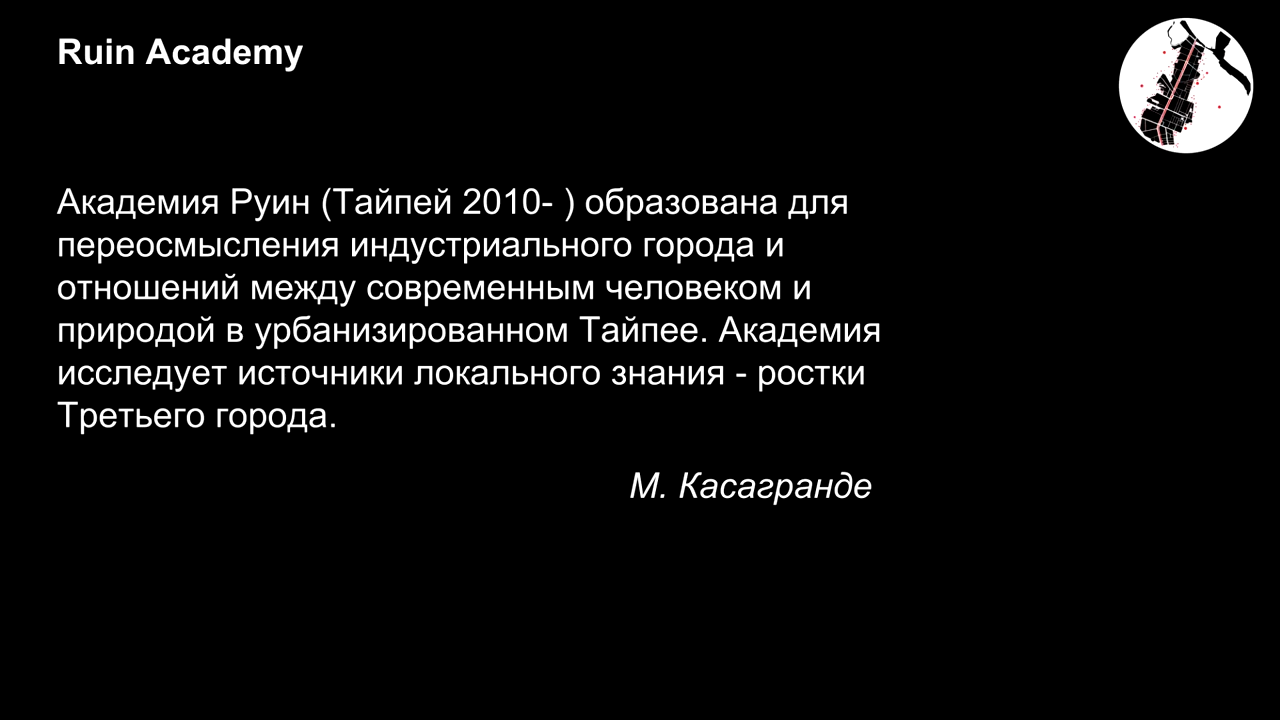 Ruin Academy
Академия Руин (Тайпей 2010- ) образована для
переосмысления индустриального города и
отношений между современным человеком и
природой в урбанизированном Тайпее. Академия
исследует источники локального знания - ростки
Третьего города.
М. Касагранде